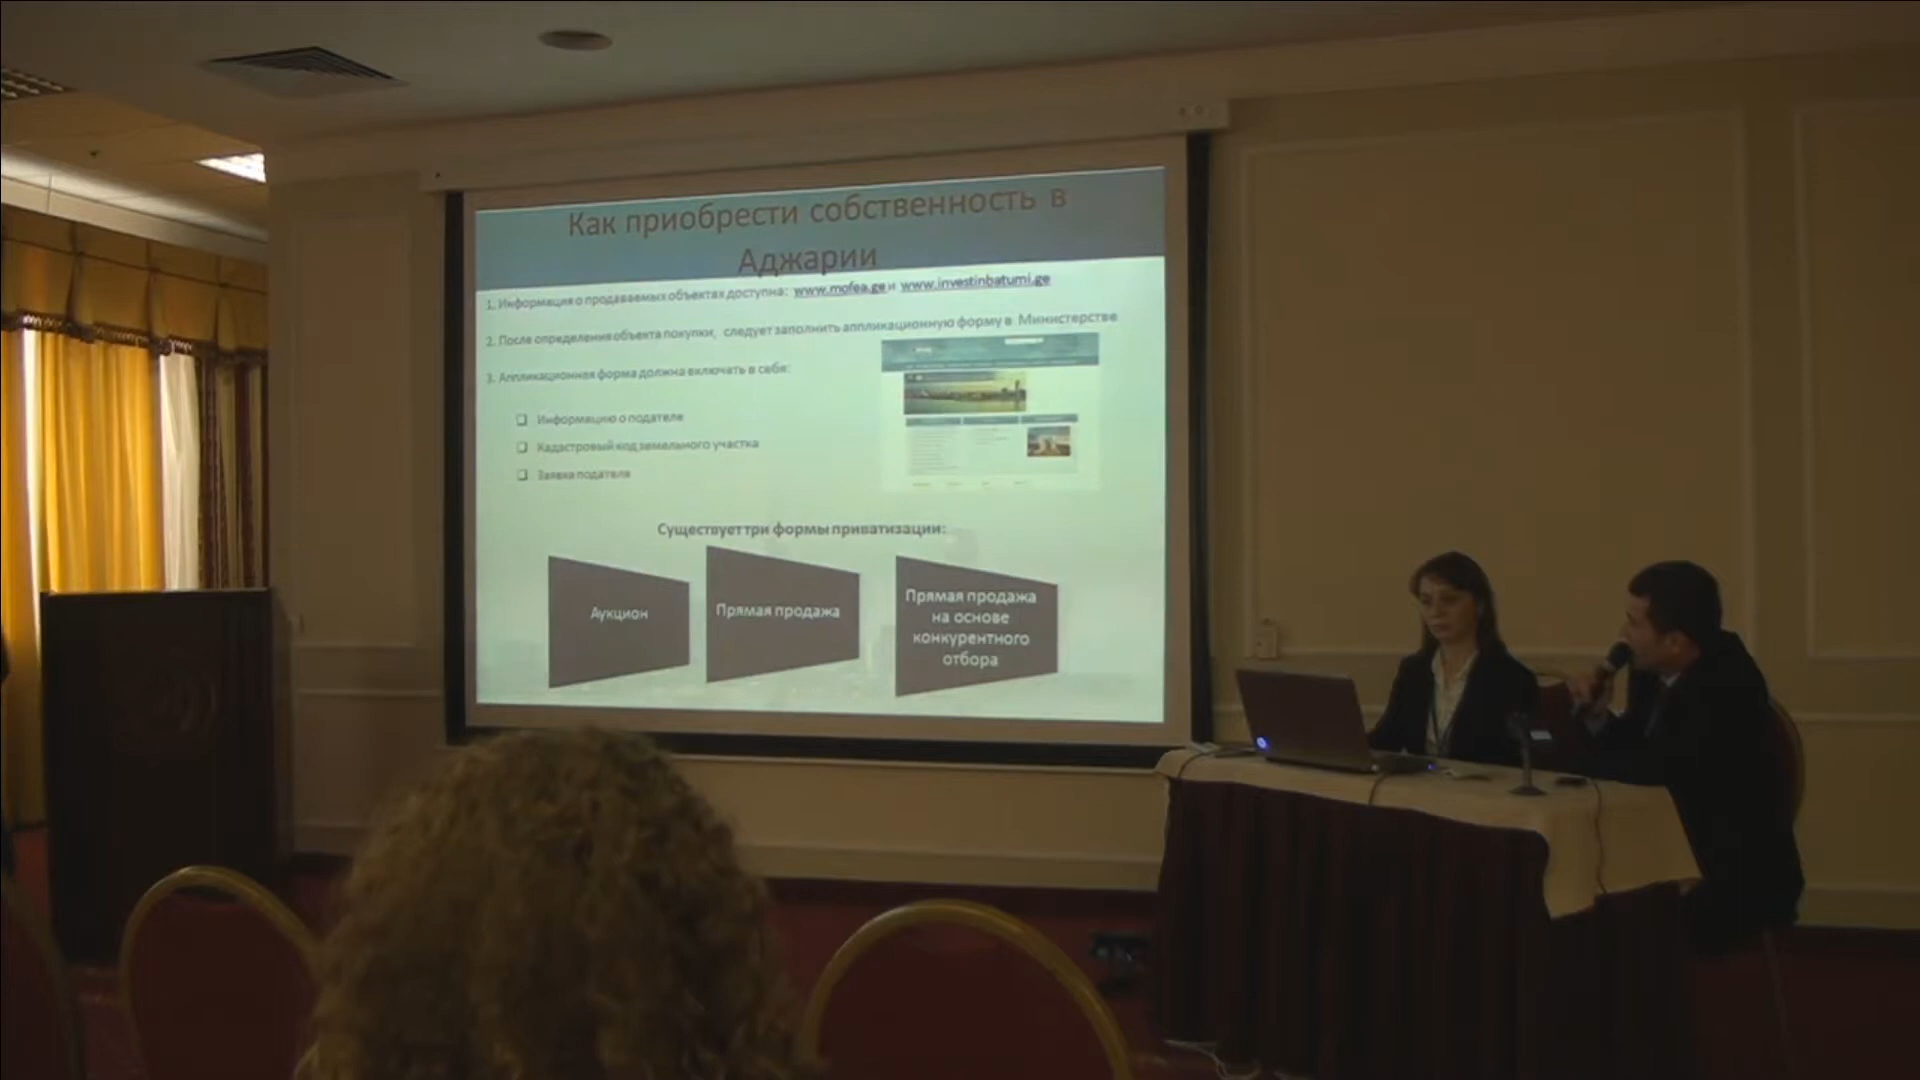 Как приобрести собственность в
Аджарии
1. Информация о продаваемых объектах доступна: www.mofea.ge и www.investinbatumi.ge
2. После определения объекта покупки, следует заполнить аппликационную форму в Министерстве
3. Аппликационная форма должна включать в себя:
Информацию о подателе
Кадастровый код земельного участка
Заявка подателя
Существует три формы приватизации:
Аукцион
Прямая продажа
Прямая продажа
на основе
конкурентного
отбора